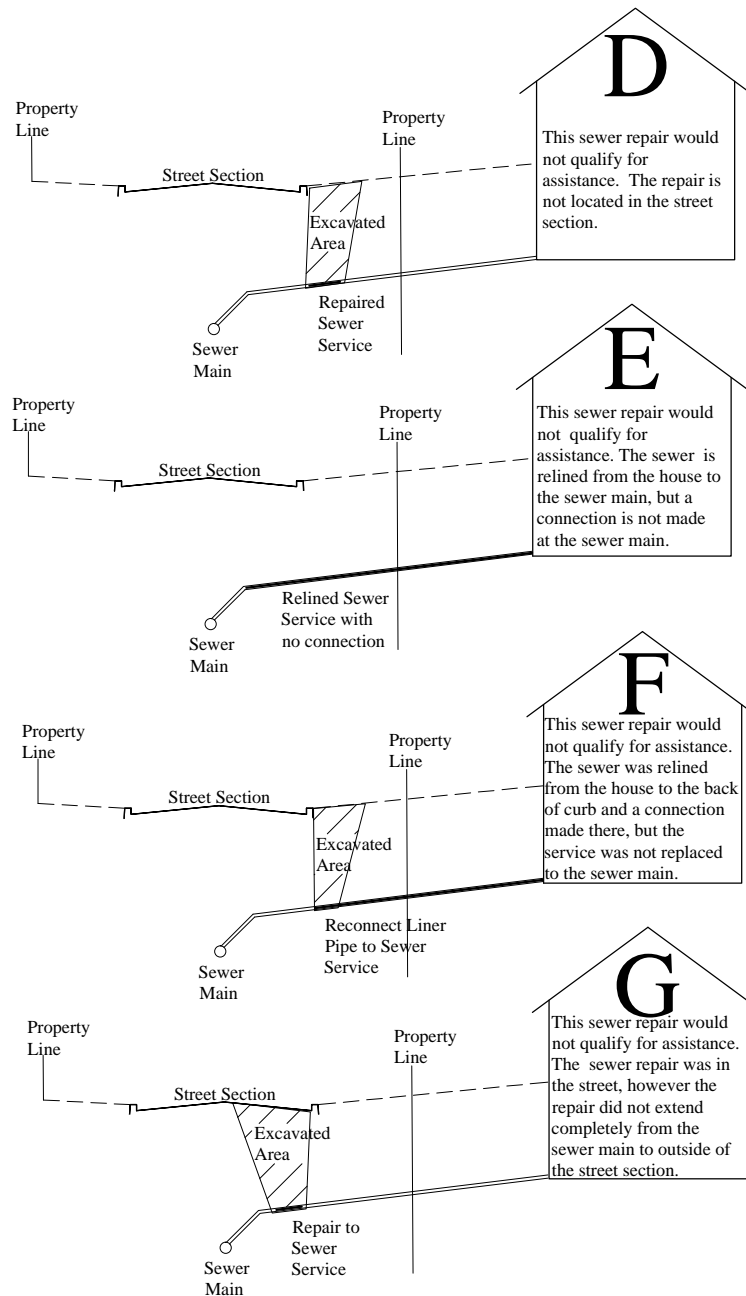 D
Property
Line
Property
Line
Street Section
This sewer repair would
not qualify for
assistance. The repair is
not located in the street
section.
Excavated
Area
Repaired
Sewer
Service
Sewer
Main
E
Property
Line
Property
Line
Street Section
This sewer repair would
not qualify for
assistance. The sewer is
relined from the house to
the sewer main, but a
connection is not made
at the sewer main.
Relined Sewer
Service with
no connection
Sewer
Main
F
Property
Line
Property
Line
Street Section
This sewer repair would
not qualify for assistance.
The sewer was relined
from the house to the back
of curb and a connection
made there, but the
service was not replaced
to the sewer main.
Excavated
Area
Reconnect Liner
Pipe to Sewer
Service
Sewer
Main
G
Property
Line
Property
Line
Street Section
This sewer repair would
not qualify for assistance.
The sewer repair was in
the street, however the
repair did not extend
completely from the
sewer main to outside of
the street section.
Excavated
Area
Repair to
Sewer
Service
Sewer
Main